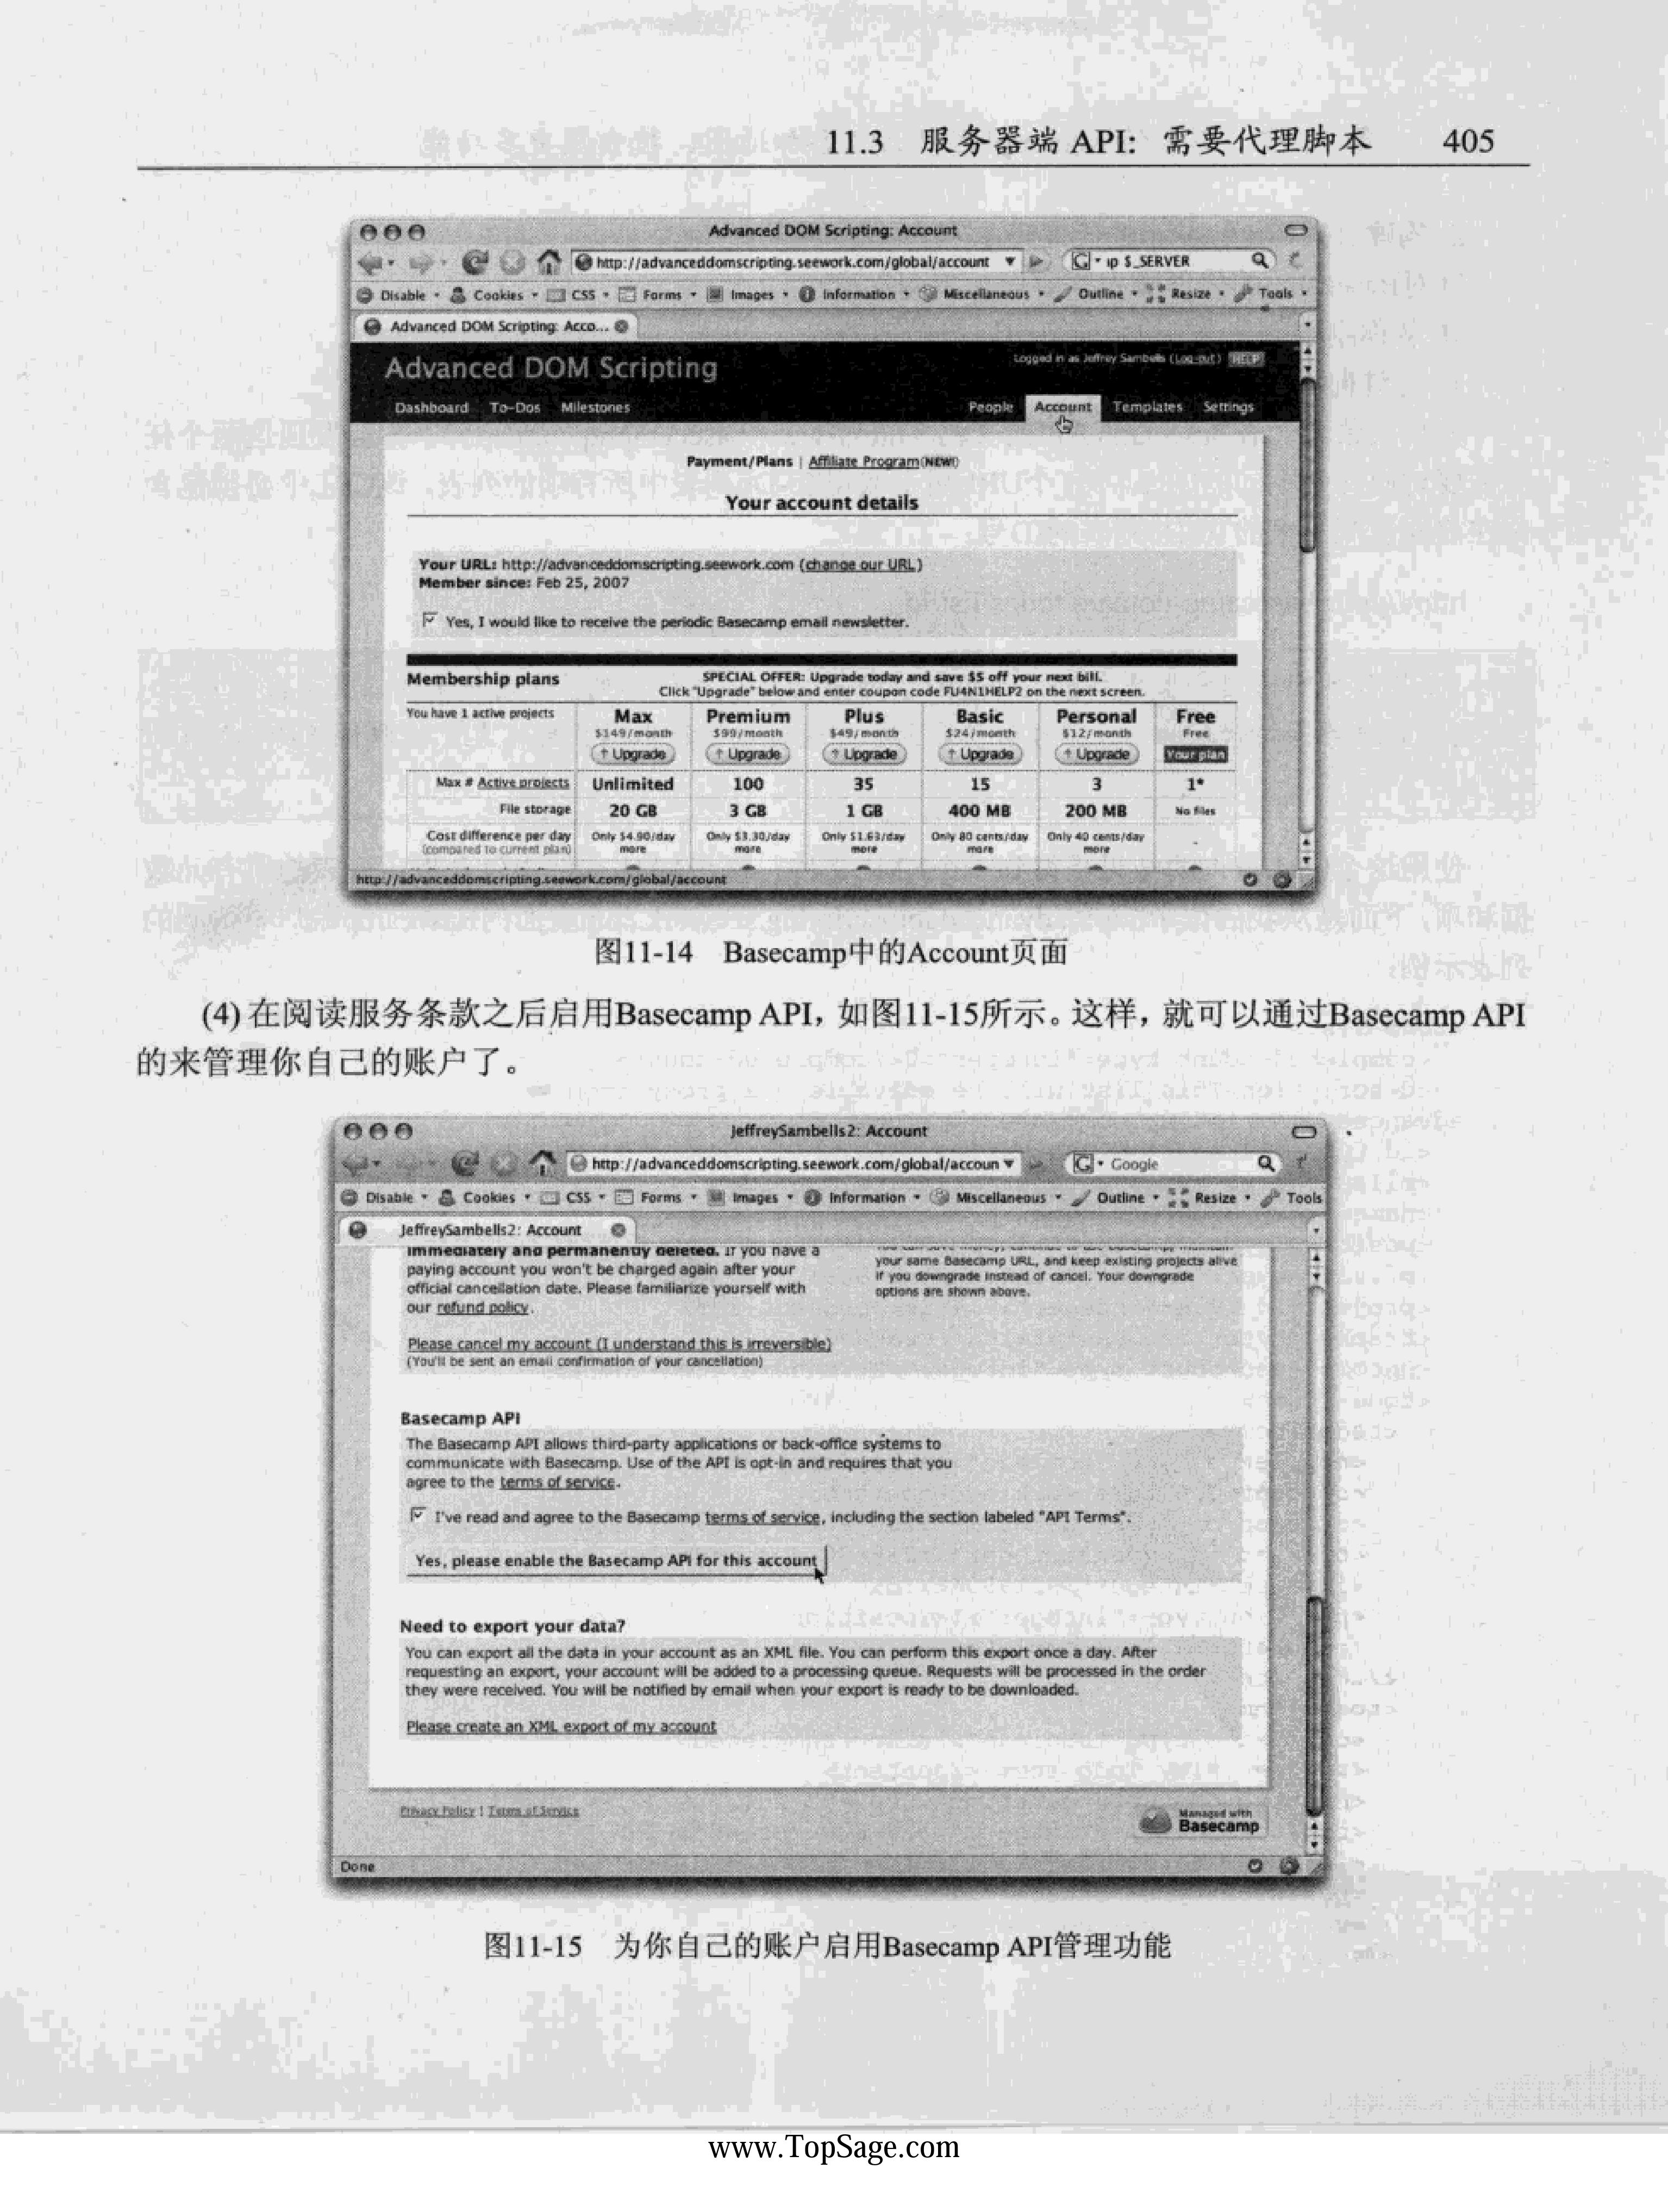 11.3 服务器端 API：需要代理脚本 405
Advanced DOM Scripting: Account
http://advanceddomscripting.seework.com/global/account
ip $_SERVER
Disable Cookies CSS Forms Images Information Miscellaneous Outline Resize Tools
Advanced DOM Scripting: Acco...
Advanced DOM Scripting
Logged in as Jeffrey Sambells (Log-out) HELP
Dashboard To-Dos Milestones People Account Templates Settings
Payment/Plans | Affiliate Program (NEW!)
Your account details
Your URL: http://advanceddomscripting.seework.com (change our URL)
Member since: Feb 25, 2007
Yes, I would like to receive the periodic Basecamp email newsletter.
Membership plans
SPECIAL OFFER: Upgrade today and save $5 off your next bill.
Click "Upgrade" below and enter coupon code FU4N1HELP2 on the next screen.
You have 1 active projects
Max Premium Plus Basic Personal Free
$149/month $99/month $49/month $24/month $12/month Free
Upgrade Upgrade Upgrade Upgrade Upgrade Your plan
Max # Active projects Unlimited 100 35 15 3 1*
File storage 20 GB 3 GB 1 GB 400 MB 200 MB No files
Cost difference per day Only $4.90/day Only $3.30/day Only $1.63/day Only 80 cents/day Only 40 cents/day -
(compared to current plan) more more more more more
http://advanceddomscripting.seework.com/global/account
图11-14 Basecamp中的Account页面
(4) 在阅读服务条款之后启用Basecamp API，如图11-15所示。这样，就可以通过Basecamp API
的来管理你自己的账户了。
JeffreySambells2: Account
http://advanceddomscripting.seework.com/global/accoun
Google
Disable Cookies CSS Forms Images Information Miscellaneous Outline Resize Tools
JeffreySambells2: Account
immediately and permanently deleted. If you have a
paying account you won't be charged again after your
official cancellation date. Please familiarize yourself with
our refund policy.
your same Basecamp URL, and keep existing projects alive
if you downgrade instead of cancel. Your downgrade
options are shown above.
Please cancel my account (I understand this is irreversible)
(You'll be sent an email confirmation of your cancellation)
Basecamp API
The Basecamp API allows third-party applications or back-office systems to
communicate with Basecamp. Use of the API is opt-in and requires that you
agree to the terms of service.
I've read and agree to the Basecamp terms of service, including the section labeled "API Terms".
Yes, please enable the Basecamp API for this account
Need to export your data?
You can export all the data in your account as an XML file. You can perform this export once a day. After
requesting an export, your account will be added to a processing queue. Requests will be processed in the order
they were received. You will be notified by email when your export is ready to be downloaded.
Please create an XML export of my account
Privacy Policy | Terms of Service
Managed with
Basecamp
Done
图11-15 为你自己的账户启用Basecamp API管理功能
www.TopSage.com